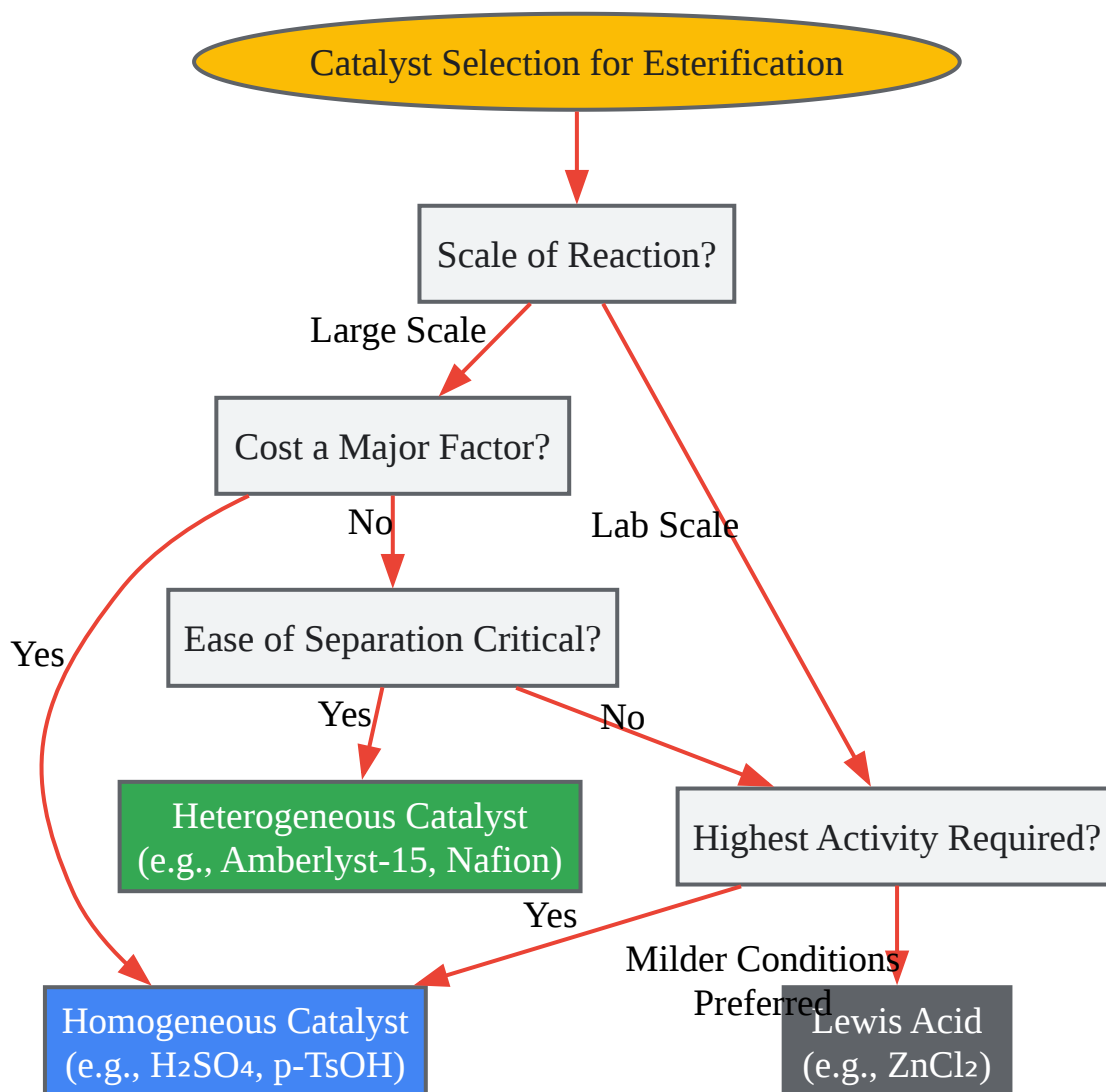 Catalyst Selection for Esterification
Scale of Reaction?
Large Scale
Cost a Major Factor?
No
Lab Scale
Ease of Separation Critical?
Yes
Yes
No
Heterogeneous Catalyst
(e.g., Amberlyst-15, Nafion)
Highest Activity Required?
Yes
Milder Conditions
Preferred
Homogeneous Catalyst
(e.g., H₂SO₄, p-TsOH)
Lewis Acid
(e.g., ZnCl₂)